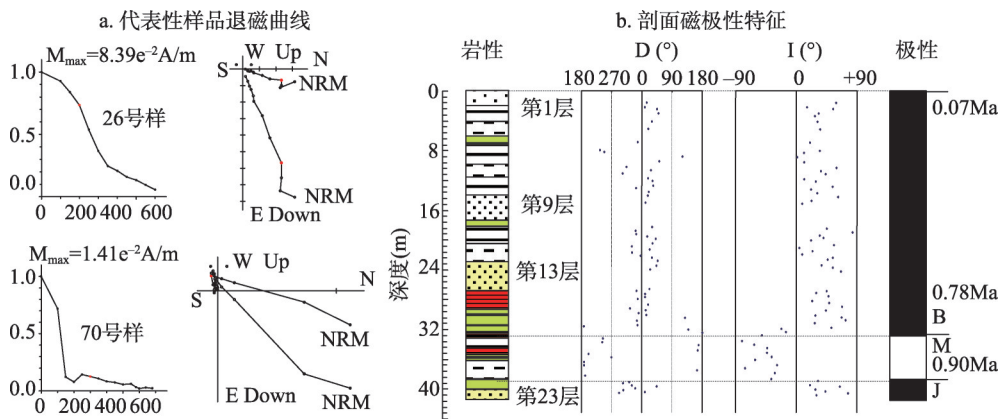 a. 代表性样品退磁曲线
M_max=8.39e⁻²A/m
1.0
0.5
0.0
26号样
0 200 400 600
W Up
S N
NRM
NRM
E Down
M_max=1.41e⁻²A/m
1.0
0.5
0
70号样
0 200 400 600
W Up
N
S
NRM
E Down
NRM
b. 剖面磁极性特征
岩性 D (°) I (°) 极性
180 270 0 90 180 −90 0 +90
深度(m)
0
8
16
24
32
40
第1层
第9层
第13层
第23层
0.07Ma
0.78Ma
B
M
0.90Ma
J